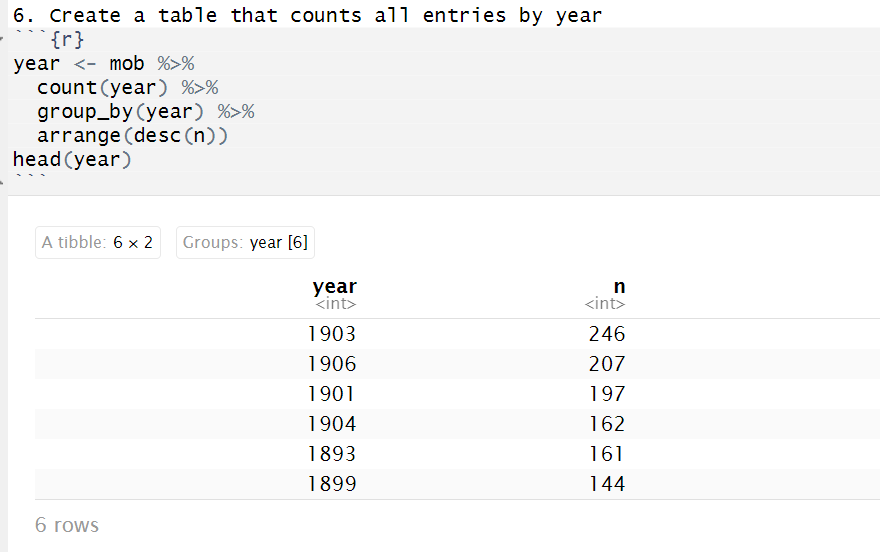 6. Create a table that counts all entries by year
```{r}
year <- mob %>%
  count(year) %>%
  group_by(year) %>%
  arrange(desc(n))
head(year)
```
A tibble: 6 × 2 Groups: year [6]
year n
<int> <int>
1903 246
1906 207
1901 197
1904 162
1893 161
1899 144
6 rows